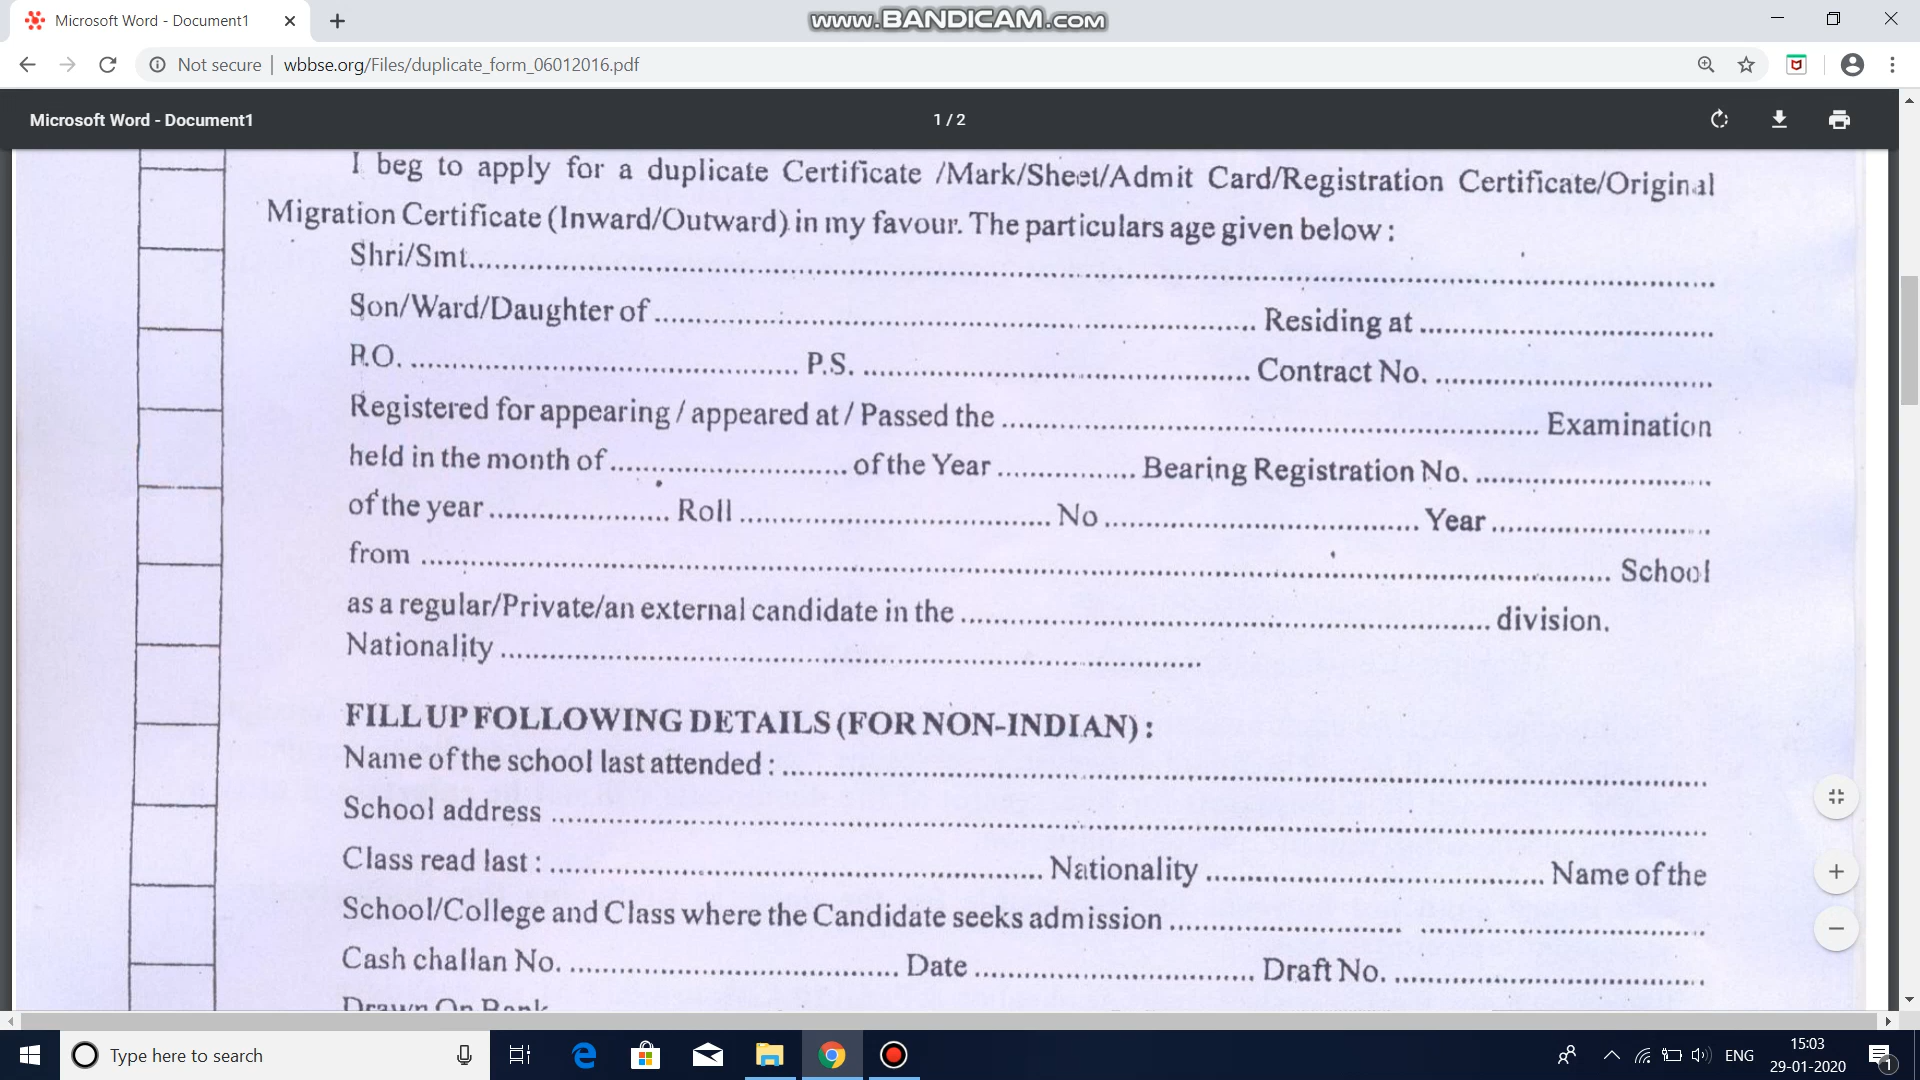 Microsoft Word - Document1
www.BANDICAM.com
Not secure | wbbse.org/Files/duplicate_form_06012016.pdf
Microsoft Word - Document1 1 / 2
I beg to apply for a duplicate Certificate /Mark/Sheet/Admit Card/Registration Certificate/Original
Migration Certificate (Inward/Outward) in my favour. The particulars age given below :
Shri/Smt..........
Son/Ward/Daughter of .......... Residing at ..........
P.O. .......... P.S. .......... Contract No. ..........
Registered for appearing / appeared at / Passed the .......... Examination
held in the month of .......... of the Year .......... Bearing Registration No. ..........
of the year .......... Roll .......... No .......... Year ..........
from .......... School
as a regular/Private/an external candidate in the .......... division.
Nationality ..........
FILL UP FOLLOWING DETAILS (FOR NON-INDIAN) :
Name of the school last attended : ..........
School address ..........
Class read last : .......... Nationality .......... Name of the
School/College and Class where the Candidate seeks admission .......... ..........
Cash challan No. .......... Date .......... Draft No. ..........
Drawn On Bank
Type here to search
ENG
15:03
29-01-2020
1